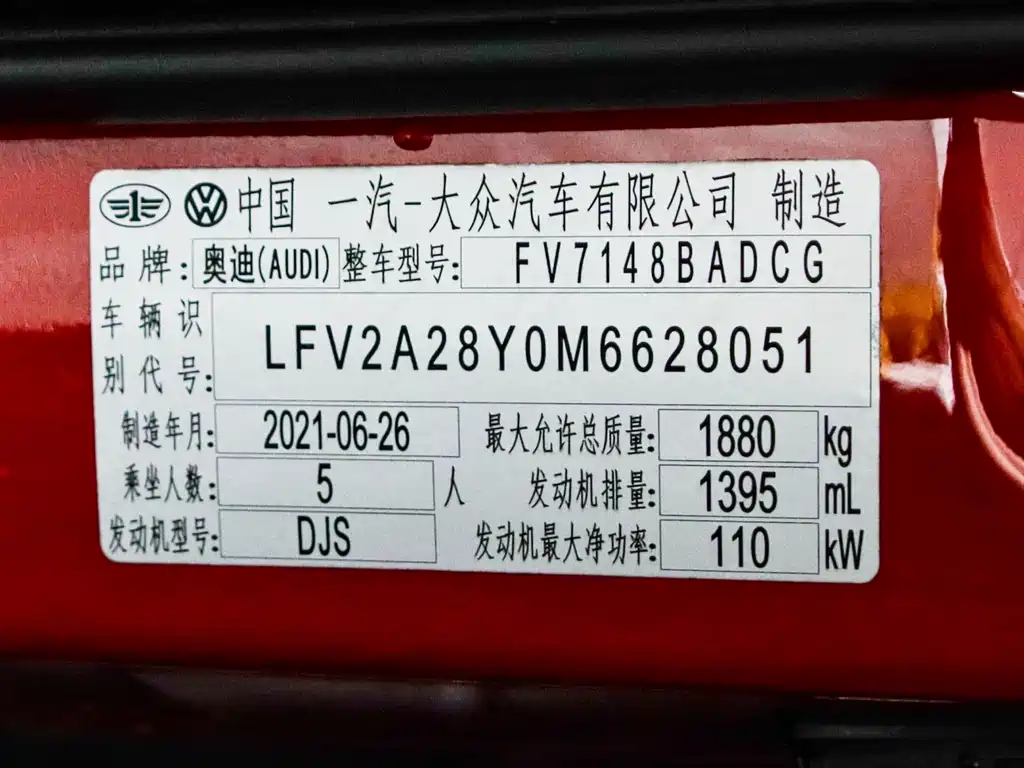 中国 一汽-大众汽车有限公司 制造
品牌: 奥迪(AUDI) 整车型号: FV7148BADCG
车辆识别代号: LFV2A28Y0M6628051
制造年月: 2021-06-26 最大允许总质量: 1880 kg
乘坐人数: 5 人 发动机排量: 1395 mL
发动机型号: DJS 发动机最大净功率: 110 kW